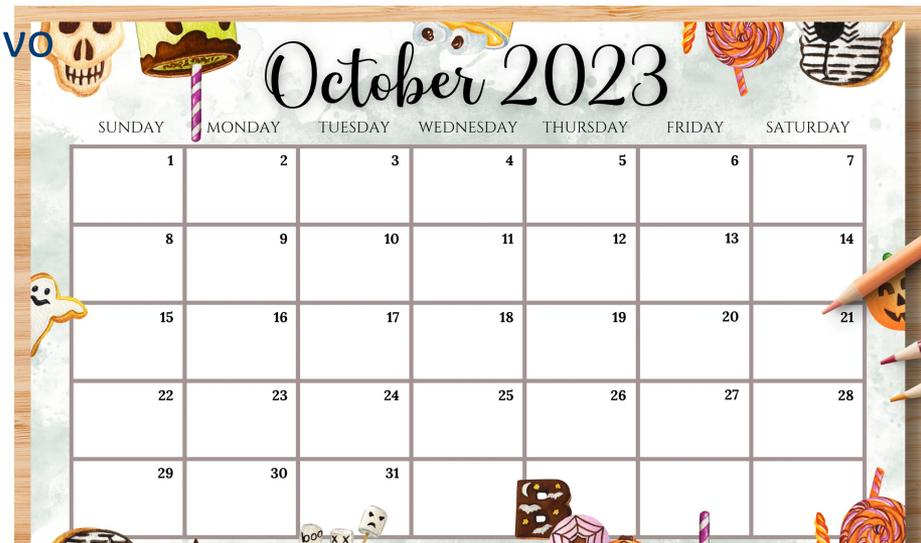 VO
October 2023
SUNDAY MONDAY TUESDAY WEDNESDAY THURSDAY FRIDAY SATURDAY
1 2 3 4 5 6 7
8 9 10 11 12 13 14
15 16 17 18 19 20 21
22 23 24 25 26 27 28
29 30 31
B
boo x x